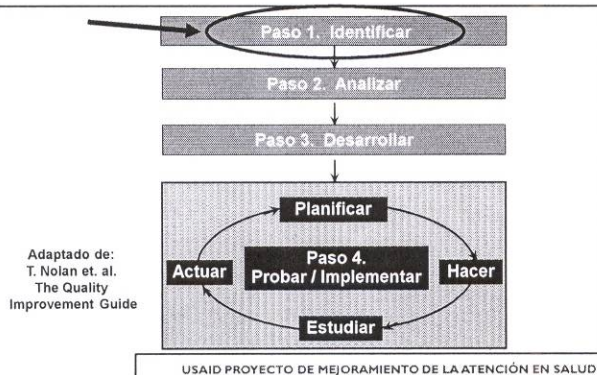 Paso 1. Identificar
Paso 2. Analizar
Paso 3. Desarrollar
Planificar
Paso 4.
Probar / Implementar
Actuar
Hacer
Estudiar
Adaptado de:
T. Nolan et. al.
The Quality
Improvement Guide
USAID PROYECTO DE MEJORAMIENTO DE LA ATENCIÓN EN SALUD